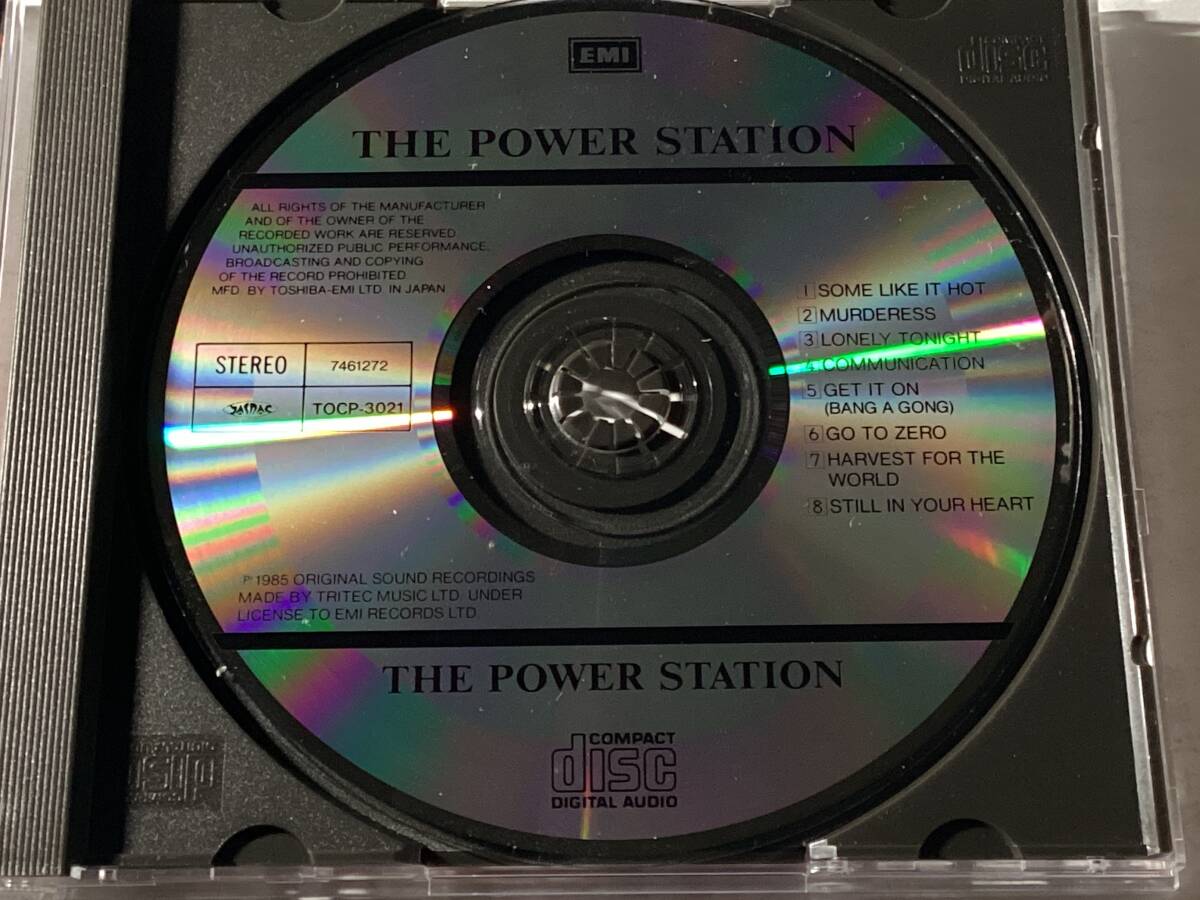 EMI
THE POWER STATION
ALL RIGHTS OF THE MANUFACTURER
AND OF THE OWNER OF THE
RECORDED WORK ARE RESERVED
UNAUTHORIZED PUBLIC PERFORMANCE,
BROADCASTING AND COPYING
OF THE RECORD PROHIBITED
MFD. BY TOSHIBA-EMI LTD. IN JAPAN
STEREO
7461272
JASRAC
TOCP-3021
1 SOME LIKE IT HOT
2 MURDERESS
3 LONELY TONIGHT
4 COMMUNICATION
5 GET IT ON
(BANG A GONG)
6 GO TO ZERO
7 HARVEST FOR THE
WORLD
8 STILL IN YOUR HEART
℗ 1985 ORIGINAL SOUND RECORDINGS
MADE BY TRITEC MUSIC LTD. UNDER
LICENSE TO EMI RECORDS LTD.
THE POWER STATION
COMPACT
disc
DIGITAL AUDIO
disc
DIGITAL AUDIO
disc